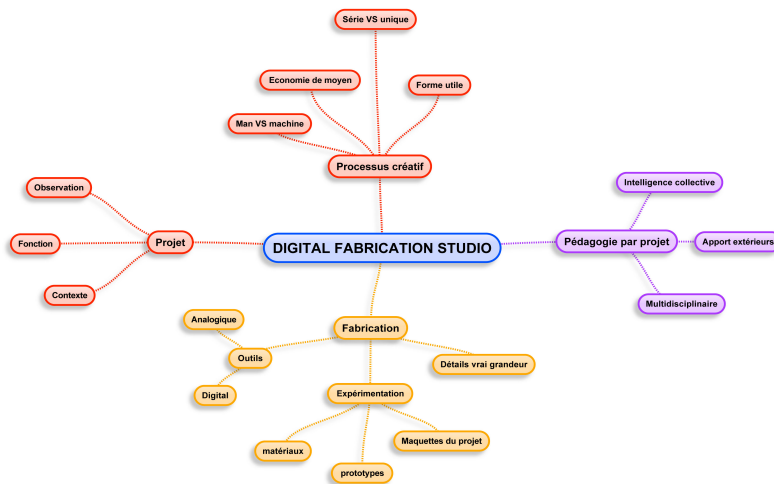 Série VS unique
Economie de moyen
Forme utile
Man VS machine
Processus créatif
Observation
Intelligence collective
Projet
Fonction
DIGITAL FABRICATION STUDIO
Pédagogie par projet
Apport extérieurs
Contexte
Multidisciplinaire
Analogique
Fabrication
Outils
Détails vrai grandeur
Digital
Expérimentation
Maquettes du projet
matériaux
prototypes